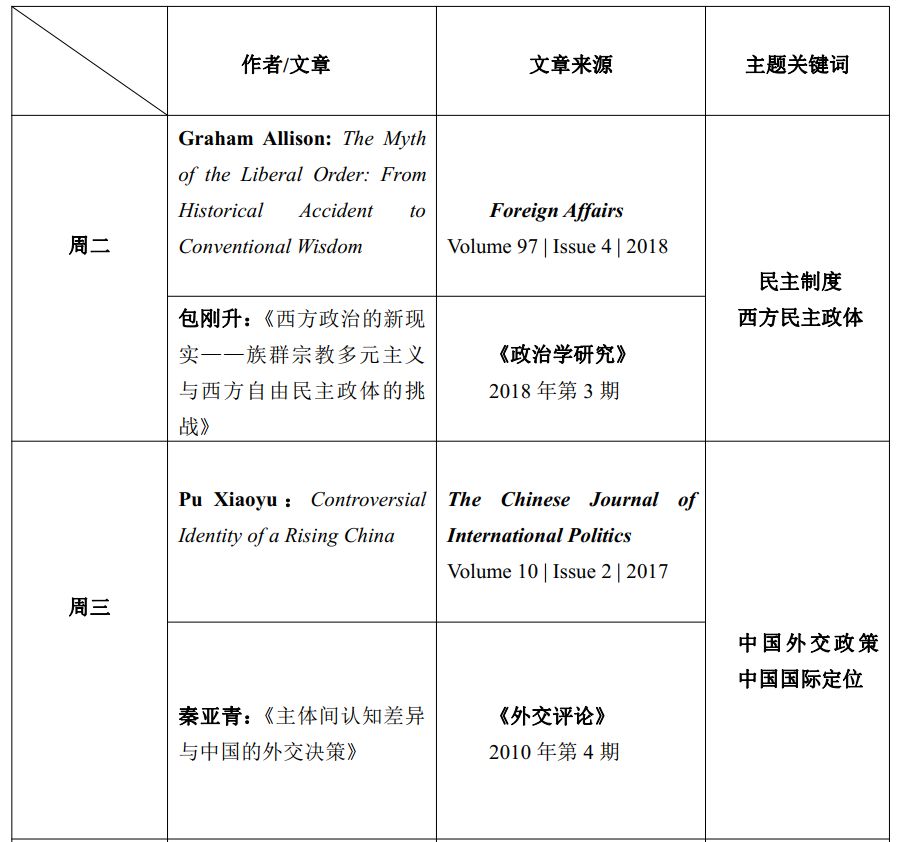 作者/文章
文章来源
主题关键词
周二
Graham Allison: The Myth
of the Liberal Order: From
Historical Accident to
Conventional Wisdom
Foreign Affairs
Volume 97 | Issue 4 | 2018
包刚升：《西方政治的新现
实——族群宗教多元主义
与西方自由民主政体的挑
战》
《政治学研究》
2018 年第 3 期
民主制度
西方民主政体
周三
Pu Xiaoyu：Controversial
Identity of a Rising China
The Chinese Journal of
International Politics
Volume 10 | Issue 2 | 2017
秦亚青：《主体间认知差异
与中国的外交决策》
《外交评论》
2010 年第 4 期
中国外交政策
中国国际定位